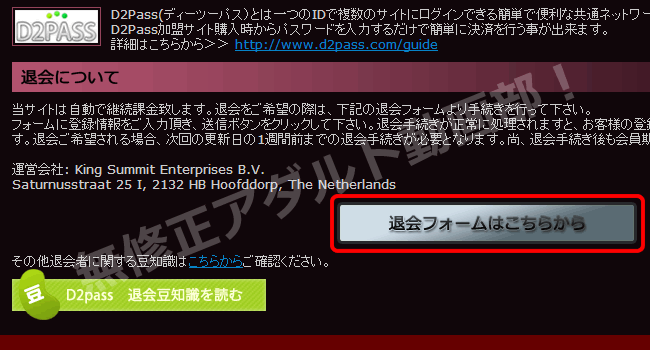 D2PASS
D2Pass(ディーツーパス)とは一つのIDで複数のサイトにログインできる簡単で便利な共通ネットワー
D2Pass加盟サイト購入時からパスワードを入力するだけで簡単に決済を行う事が出来ます。
詳細はこちらから>> http://www.d2pass.com/guide
退会について
当サイトは自動で継続課金致します。退会をご希望の際は、下記の退会フォームより手続きを行って下さい。
フォームに登録情報をご入力頂き、送信ボタンをクリックして下さい。退会手続きが正常に処理されますと、お客様の登録
す。退会ご希望される場合、次回の更新日の1週間前までの退会手続きが必要となります。尚、退会手続き後も会員期
運営会社: King Summit Enterprises B.V.
Saturnusstraat 25 I, 2132 HB Hoofddorp, The Netherlands
退会フォームはこちらから
その他退会者に関する豆知識はこちらからご確認ください。
豆 D2pass 退会豆知識を読む
無修正アダルト動画部!